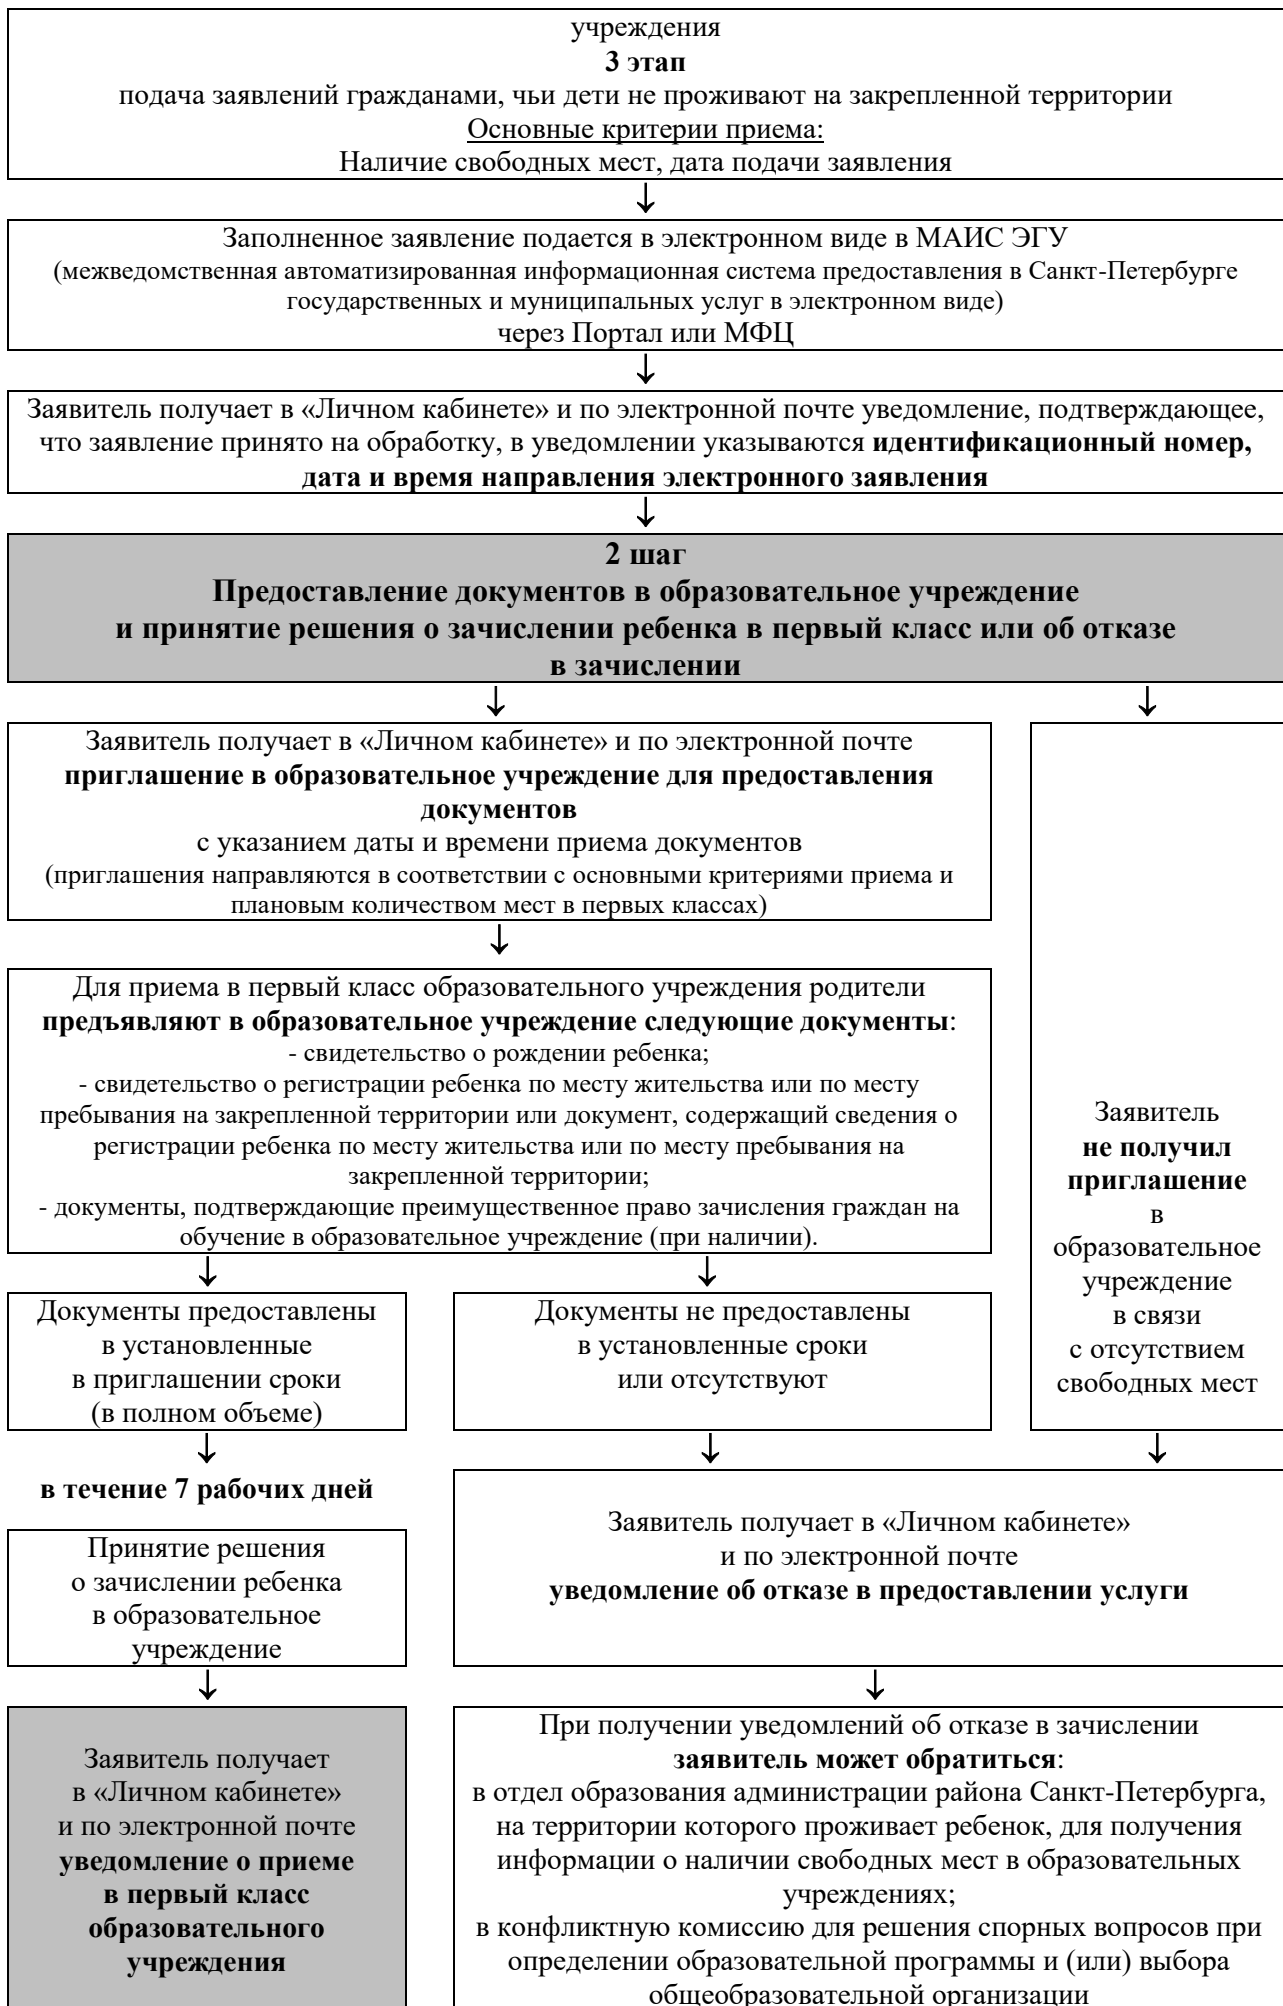 учреждения
3 этап
подача заявлений гражданами, чьи дети не проживают на закрепленной территории
Основные критерии приема:
Наличие свободных мест, дата подачи заявления
↓
Заполненное заявление подается в электронном виде в МАИС ЭГУ
(межведомственная автоматизированная информационная система предоставления в Санкт-Петербурге
государственных и муниципальных услуг в электронном виде)
через Портал или МФЦ
↓
Заявитель получает в «Личном кабинете» и по электронной почте уведомление, подтверждающее,
что заявление принято на обработку, в уведомлении указываются идентификационный номер,
дата и время направления электронного заявления
↓
2 шаг
Предоставление документов в образовательное учреждение
и принятие решения о зачислении ребенка в первый класс или об отказе
в зачислении
↓ ↓
Заявитель получает в «Личном кабинете» и по электронной почте
приглашение в образовательное учреждение для предоставления
документов
с указанием даты и времени приема документов
(приглашения направляются в соответствии с основными критериями приема и
плановым количеством мест в первых классах)
↓
Для приема в первый класс образовательного учреждения родители
предъявляют в образовательное учреждение следующие документы:
- свидетельство о рождении ребенка;
- свидетельство о регистрации ребенка по месту жительства или по месту
пребывания на закрепленной территории или документ, содержащий сведения о
регистрации ребенка по месту жительства или по месту пребывания на
закрепленной территории;
- документы, подтверждающие преимущественное право зачисления граждан на
обучение в образовательное учреждение (при наличии).
Заявитель
не получил
приглашение
в
образовательное
учреждение
в связи
с отсутствием
свободных мест
↓ ↓
Документы предоставлены
в установленные
в приглашении сроки
(в полном объеме)
Документы не предоставлены
в установленные сроки
или отсутствуют
↓ ↓ ↓
в течение 7 рабочих дней
Принятие решения
о зачислении ребенка
в образовательное
учреждение
Заявитель получает в «Личном кабинете»
и по электронной почте
уведомление об отказе в предоставлении услуги
↓ ↓
Заявитель получает
в «Личном кабинете»
и по электронной почте
уведомление о приеме
в первый класс
образовательного
учреждения
При получении уведомлений об отказе в зачислении
заявитель может обратиться:
в отдел образования администрации района Санкт-Петербурга,
на территории которого проживает ребенок, для получения
информации о наличии свободных мест в образовательных
учреждениях;
в конфликтную комиссию для решения спорных вопросов при
определении образовательной программы и (или) выбора
общеобразовательной организации